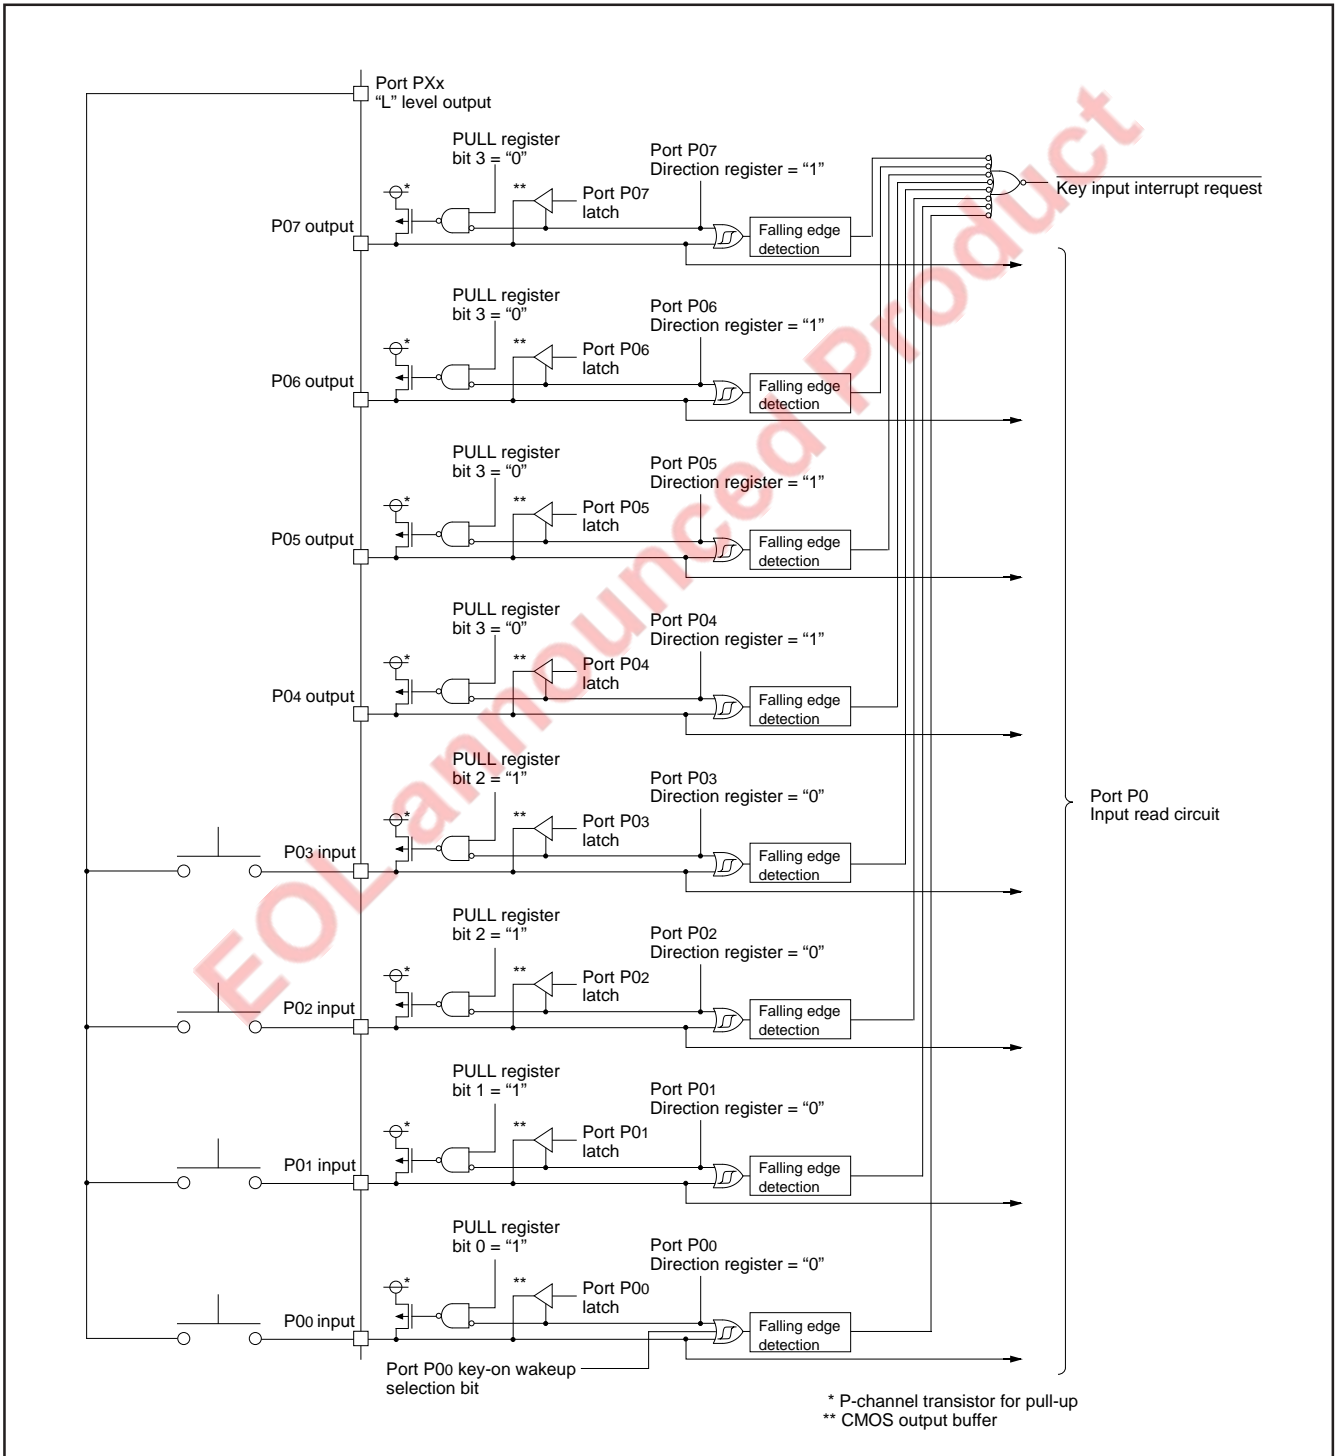 Port PXx
“L” level output
PULL register
bit 3 = “0”
Port P07
Direction register = “1”
*
**
Port P07
latch
Key input interrupt request
P07 output
Falling edge
detection
PULL register
bit 3 = “0”
Port P06
Direction register = “1”
*
**
Port P06
latch
P06 output
Falling edge
detection
PULL register
bit 3 = “0”
Port P05
Direction register = “1”
*
**
Port P05
latch
P05 output
Falling edge
detection
PULL register
bit 3 = “0”
Port P04
Direction register = “1”
*
**
Port P04
latch
P04 output
Falling edge
detection
PULL register
bit 2 = “1”
Port P03
Direction register = “0”
*
**
Port P03
latch
P03 input
Falling edge
detection
Port P0
Input read circuit
PULL register
bit 2 = “1”
Port P02
Direction register = “0”
*
**
Port P02
latch
P02 input
Falling edge
detection
PULL register
bit 1 = “1”
Port P01
Direction register = “0”
*
**
Port P01
latch
P01 input
Falling edge
detection
PULL register
bit 0 = “1”
Port P00
Direction register = “0”
*
**
Port P00
latch
P00 input
Falling edge
detection
Port P00 key-on wakeup
selection bit
* P-channel transistor for pull-up
** CMOS output buffer
EOL announced Product